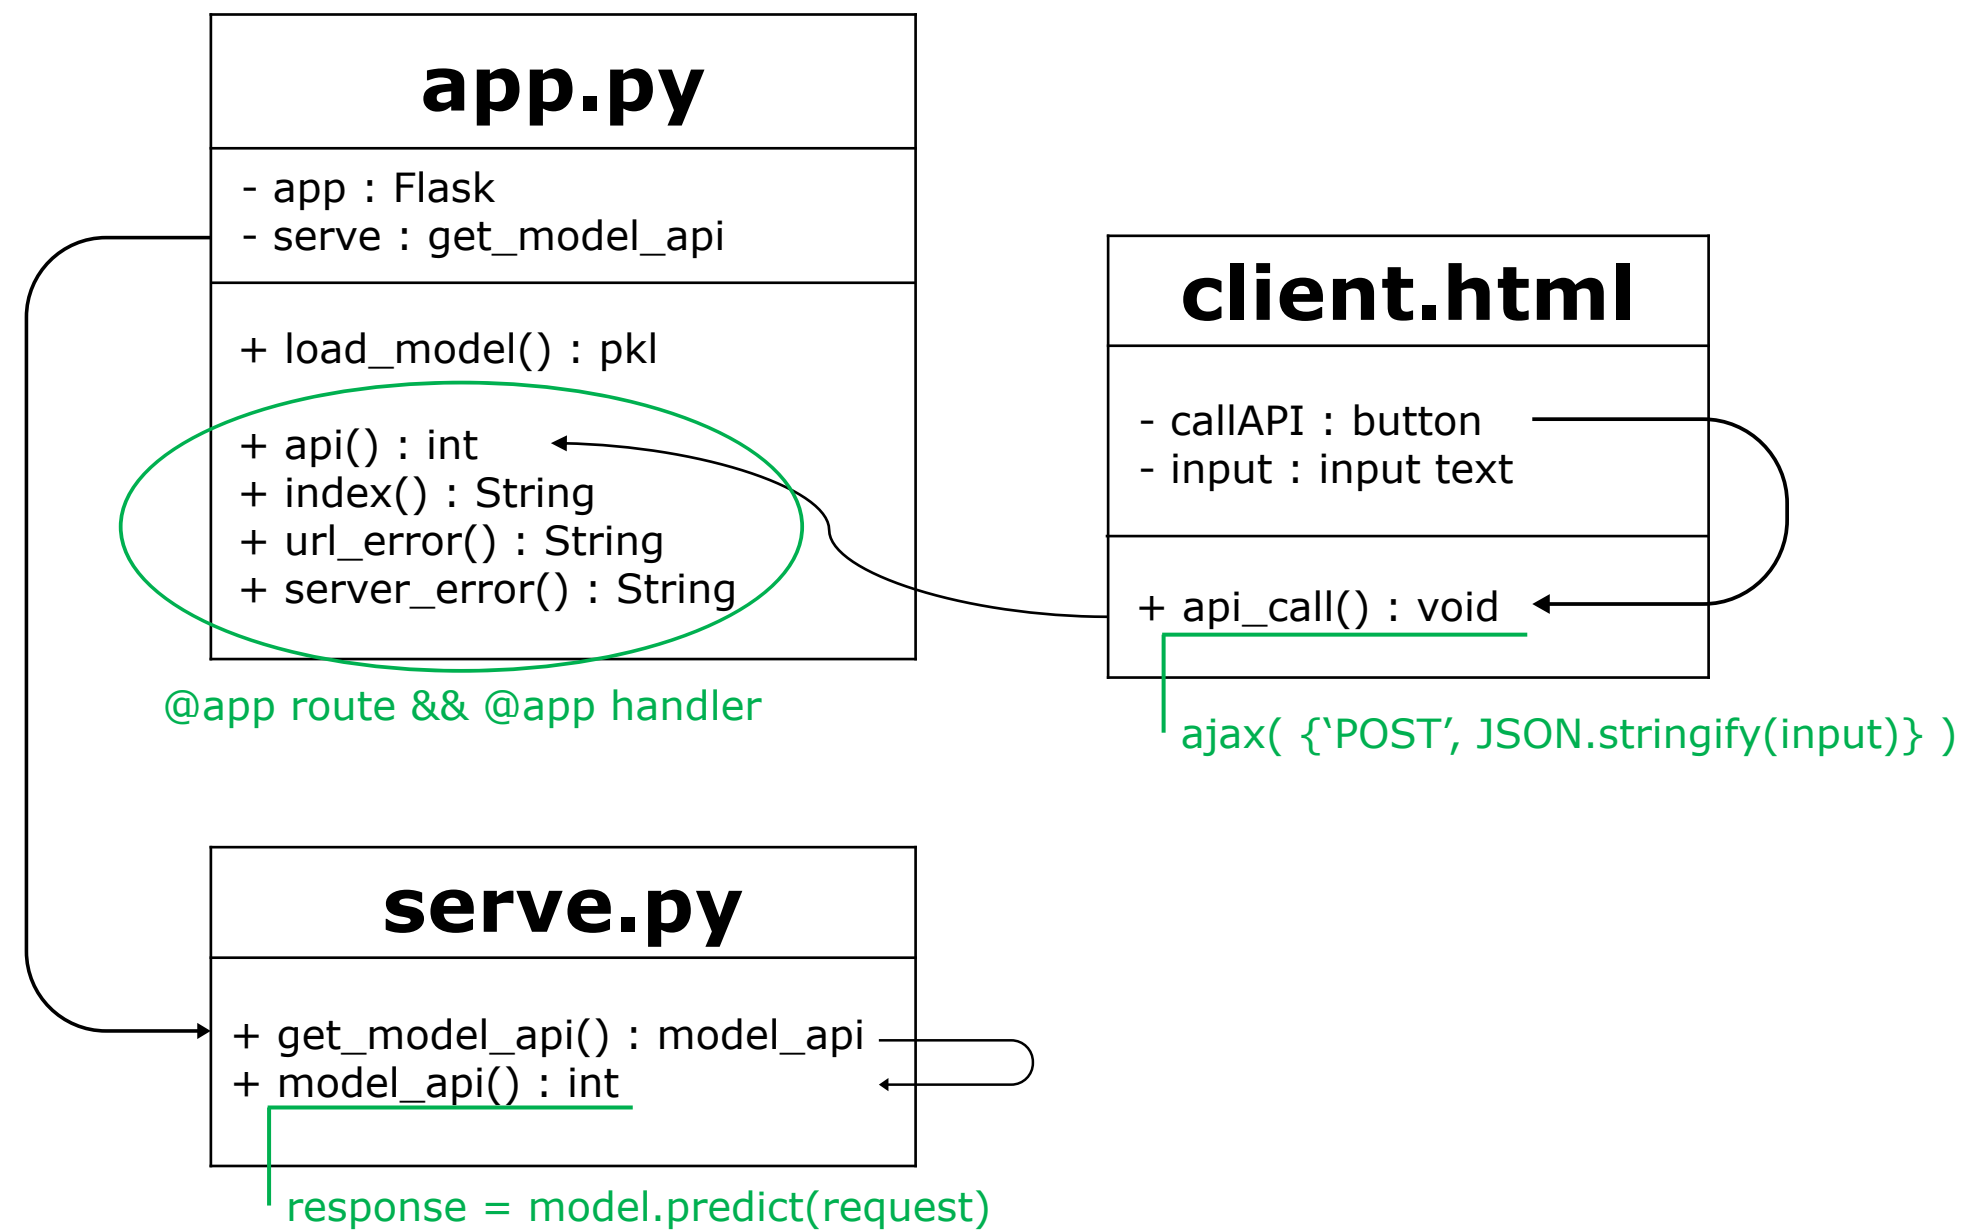 app.py
- app : Flask
- serve : get_model_api
+ load_model() : pkl
+ api() : int
+ index() : String
+ url_error() : String
+ server_error() : String
@app route && @app handler
client.html
- callAPI : button
- input : input text
+ api_call() : void
ajax( {‘POST’, JSON.stringify(input)} )
serve.py
+ get_model_api() : model_api
+ model_api() : int
response = model.predict(request)